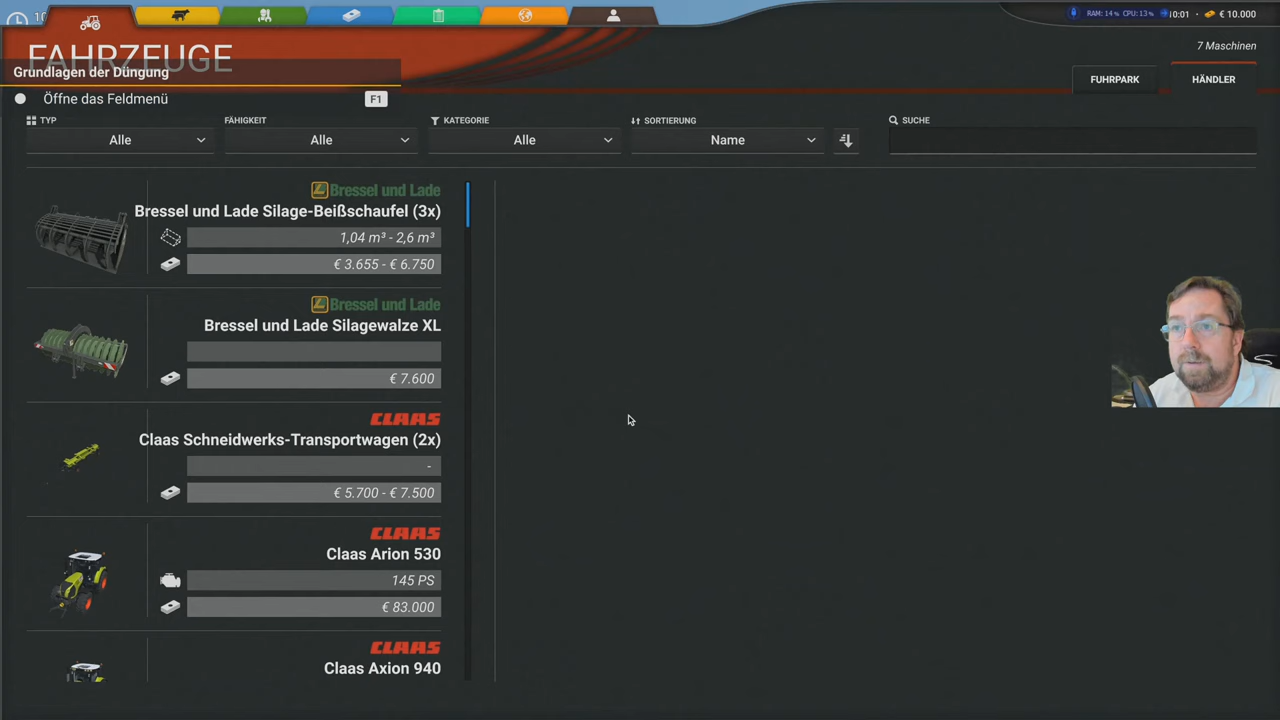 RAM: 14% CPU: 13%
0:01
€ 10.000
FAHRZEUGE
7 Maschinen
Grundlagen der Düngung
FUHRPARK
HÄNDLER
Öffne das Feldmenü
F1
TYP
FÄHIGKEIT
KATEGORIE
SORTIERUNG
SUCHE
Alle
Alle
Alle
Name
Bressel und Lade
Bressel und Lade Silage-Beißschaufel (3x)
1,04 m³ - 2,6 m³
€ 3.655 - € 6.750
Bressel und Lade
Bressel und Lade Silagewalze XL
€ 7.600
CLAAS
Claas Schneidwerks-Transportwagen (2x)
-
€ 5.700 - € 7.500
CLAAS
Claas Arion 530
145 PS
€ 83.000
CLAAS
Claas Axion 940